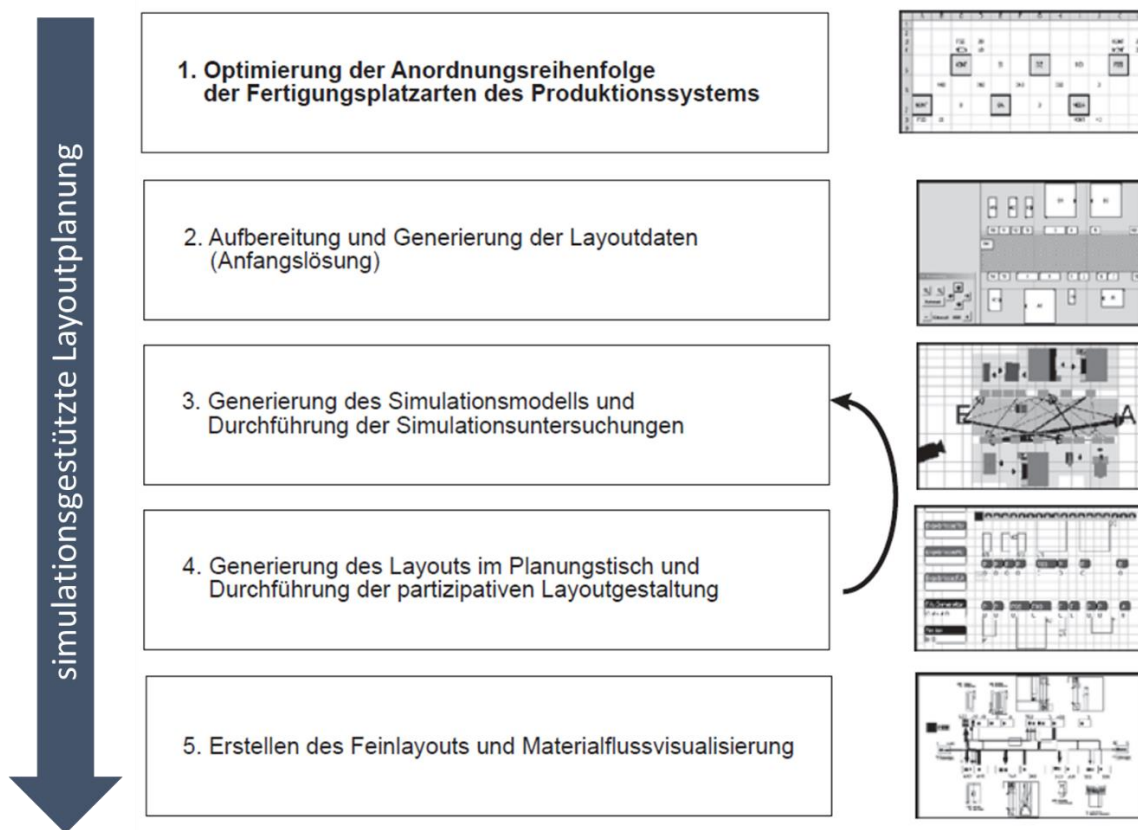 simulationsgestützte Layoutplanung
1. Optimierung der Anordnungsreihenfolge
der Fertigungsplatzarten des Produktionssystems
2. Aufbereitung und Generierung der Layoutdaten
(Anfangslösung)
3. Generierung des Simulationsmodells und
Durchführung der Simulationsuntersuchungen
E
A
4. Generierung des Layouts im Planungstisch und
Durchführung der partizipativen Layoutgestaltung
5. Erstellen des Feinlayouts und Materialflussvisualisierung